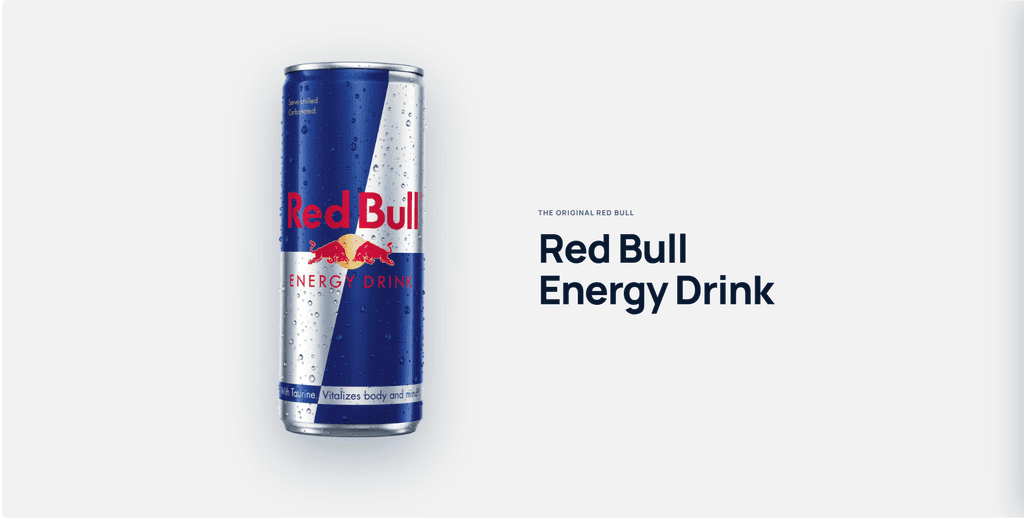 Serve chilled.
Carbonated.
Red Bull
ENERGY DRINK
With Taurine. Vitalizes body and mind.
THE ORIGINAL RED BULL
Red Bull
Energy Drink